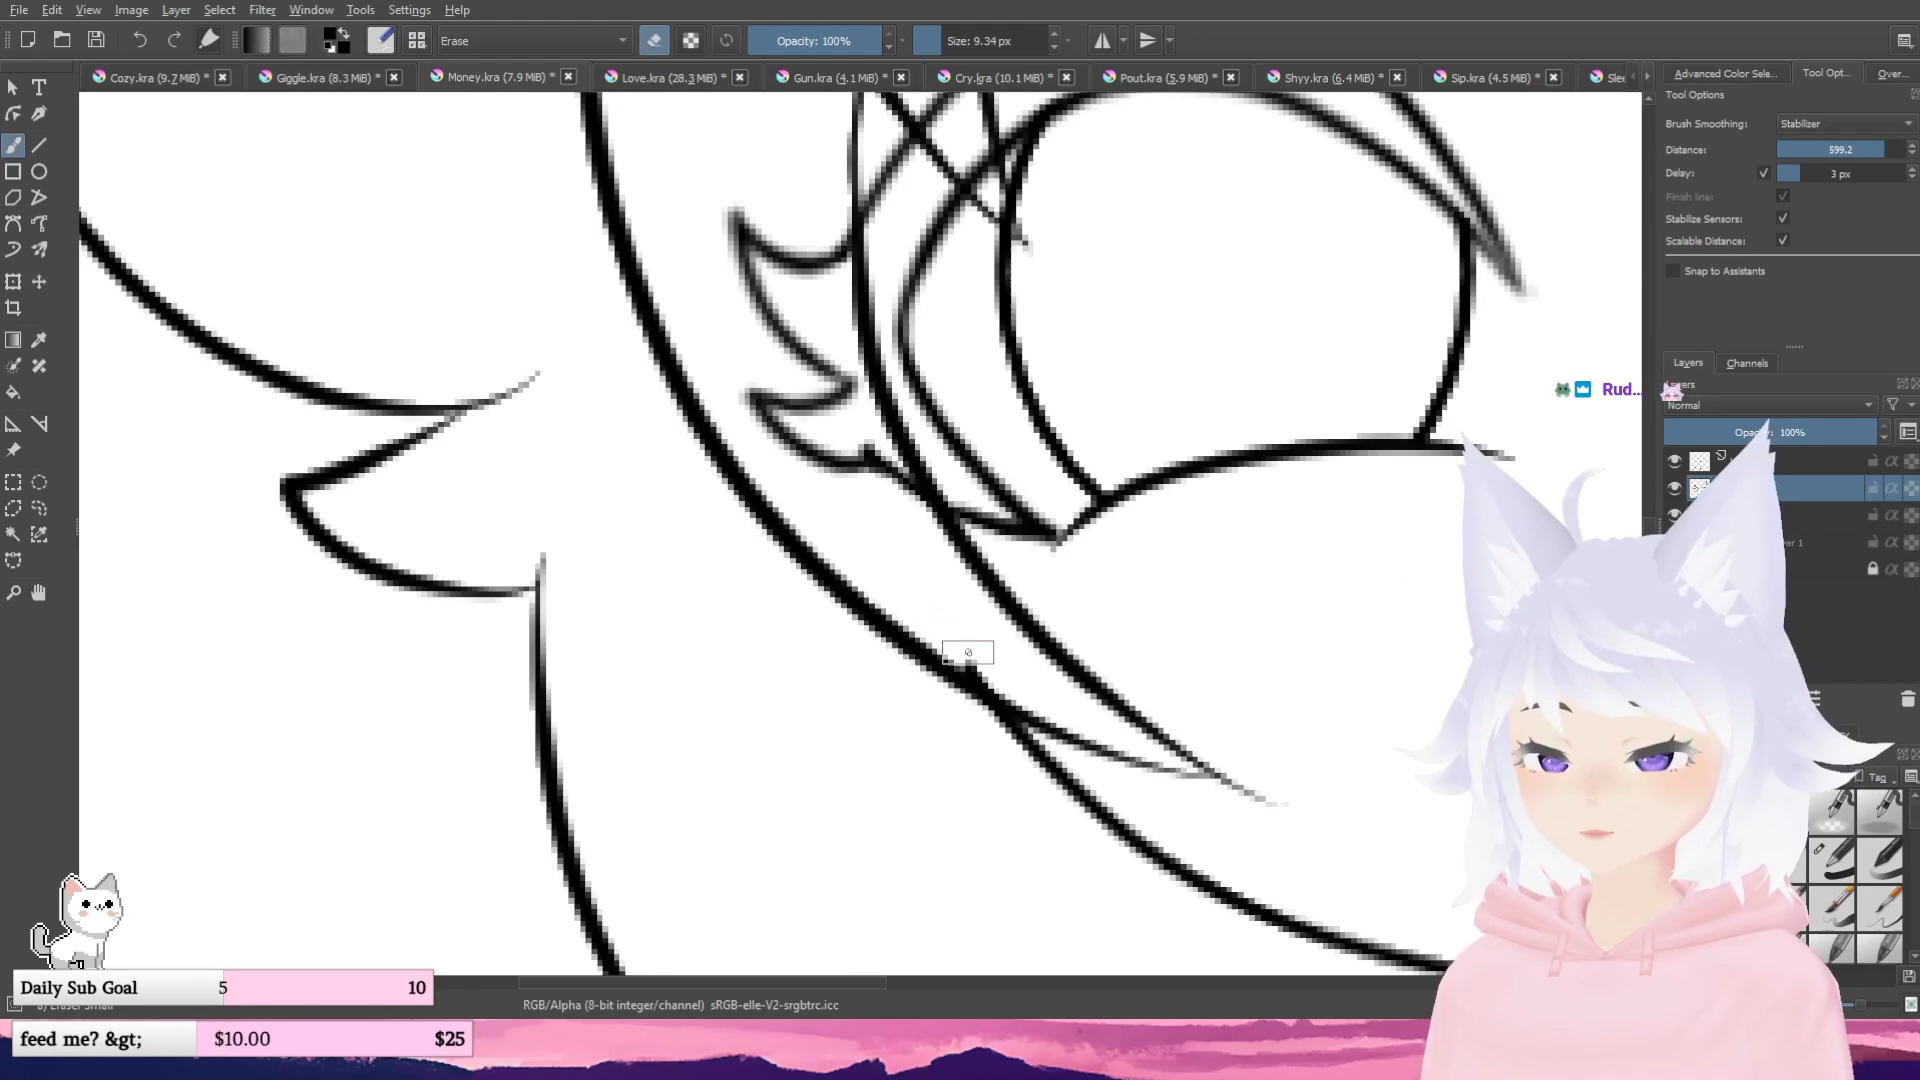 File Edit View Image Layer Select Filter Window Tools Settings Help
Erase Opacity: 100% Size: 9.34 px
Cozy.kra (9.7 MiB) * Giggle.kra (8.3 MiB) * Money.kra (7.9 MiB) * Love.kra (28.3 MiB) * Gun.kra (4.1 MiB) * Cry.kra (10.1 MiB) * Pout.kra (5.9 MiB) * Shyy.kra (6.4 MiB) * Sip.kra (4.5 MiB) * Slee
Advanced Color Sele... Tool Opt... Over...
Tool Options
Brush Smoothing: Stabilizer
Distance: 599.2
Delay: 3 px
Finish line:
Stabilize Sensors:
Scalable Distance:
Snap to Assistants
Layers Channels
Rud...
Normal
100%
Tag
Daily Sub Goal 5 10
RGB/Alpha (8-bit integer/channel) sRGB-elle-V2-srgbtrc.icc
feed me? &gt; $10.00 $25